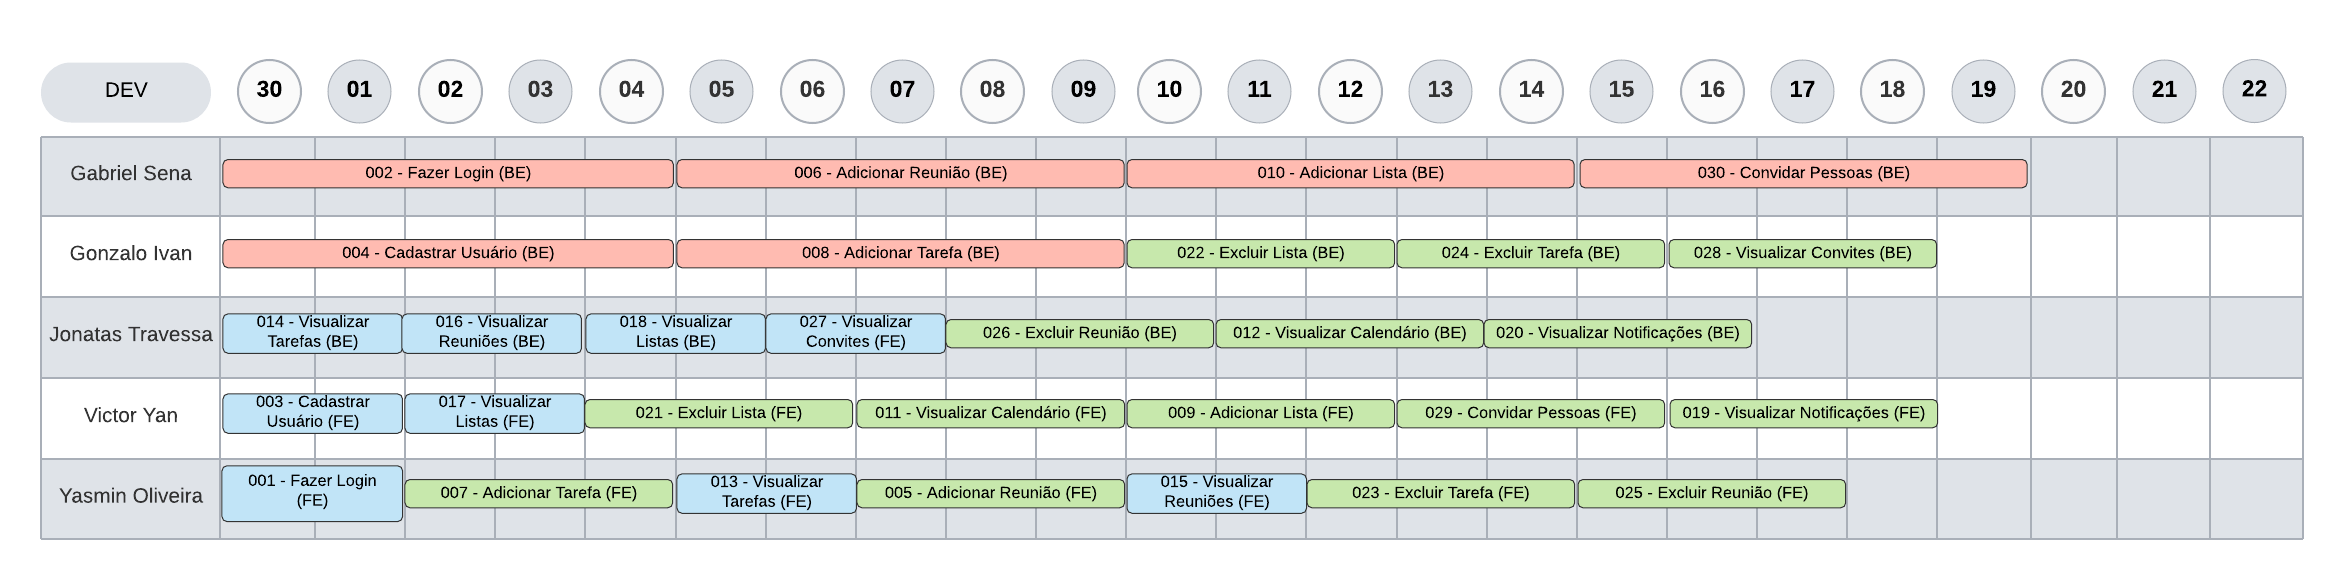 DEV 30 01 02 03 04 05 06 07 08 09 10 11 12 13 14 15 16 17 18 19 20 21 22
Gabriel Sena
002 - Fazer Login (BE)
006 - Adicionar Reunião (BE)
010 - Adicionar Lista (BE)
030 - Convidar Pessoas (BE)
Gonzalo Ivan
004 - Cadastrar Usuário (BE)
008 - Adicionar Tarefa (BE)
022 - Excluir Lista (BE)
024 - Excluir Tarefa (BE)
028 - Visualizar Convites (BE)
Jonatas Travessa
014 - Visualizar
Tarefas (BE)
016 - Visualizar
Reuniões (BE)
018 - Visualizar
Listas (BE)
027 - Visualizar
Convites (FE)
026 - Excluir Reunião (BE)
012 - Visualizar Calendário (BE)
020 - Visualizar Notificações (BE)
Victor Yan
003 - Cadastrar
Usuário (FE)
017 - Visualizar
Listas (FE)
021 - Excluir Lista (FE)
011 - Visualizar Calendário (FE)
009 - Adicionar Lista (FE)
029 - Convidar Pessoas (FE)
019 - Visualizar Notificações (FE)
Yasmin Oliveira
001 - Fazer Login
(FE)
007 - Adicionar Tarefa (FE)
013 - Visualizar
Tarefas (FE)
005 - Adicionar Reunião (FE)
015 - Visualizar
Reuniões (FE)
023 - Excluir Tarefa (FE)
025 - Excluir Reunião (FE)